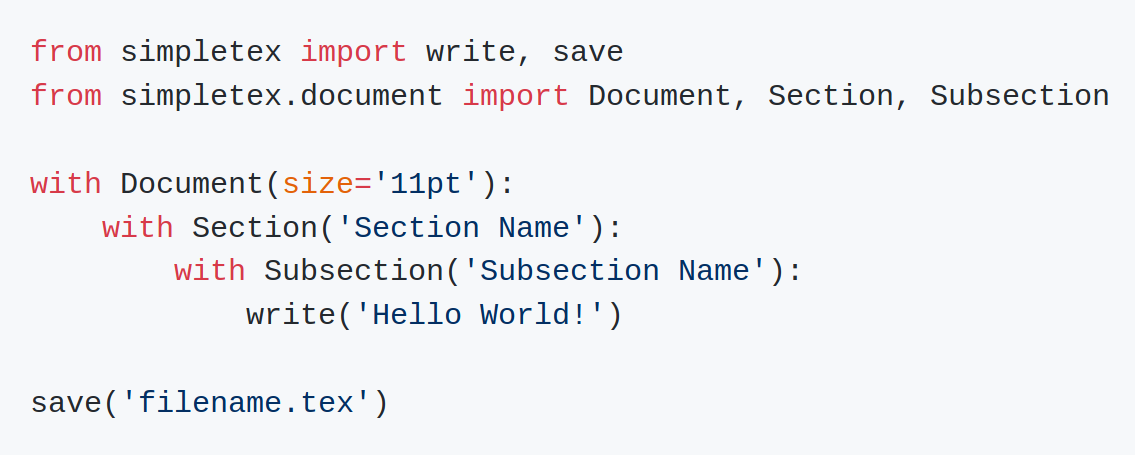 from simpletex import write, save
from simpletex.document import Document, Section, Subsection
with Document(size='11pt'):
    with Section('Section Name'):
        with Subsection('Subsection Name'):
            write('Hello World!')
save('filename.tex')